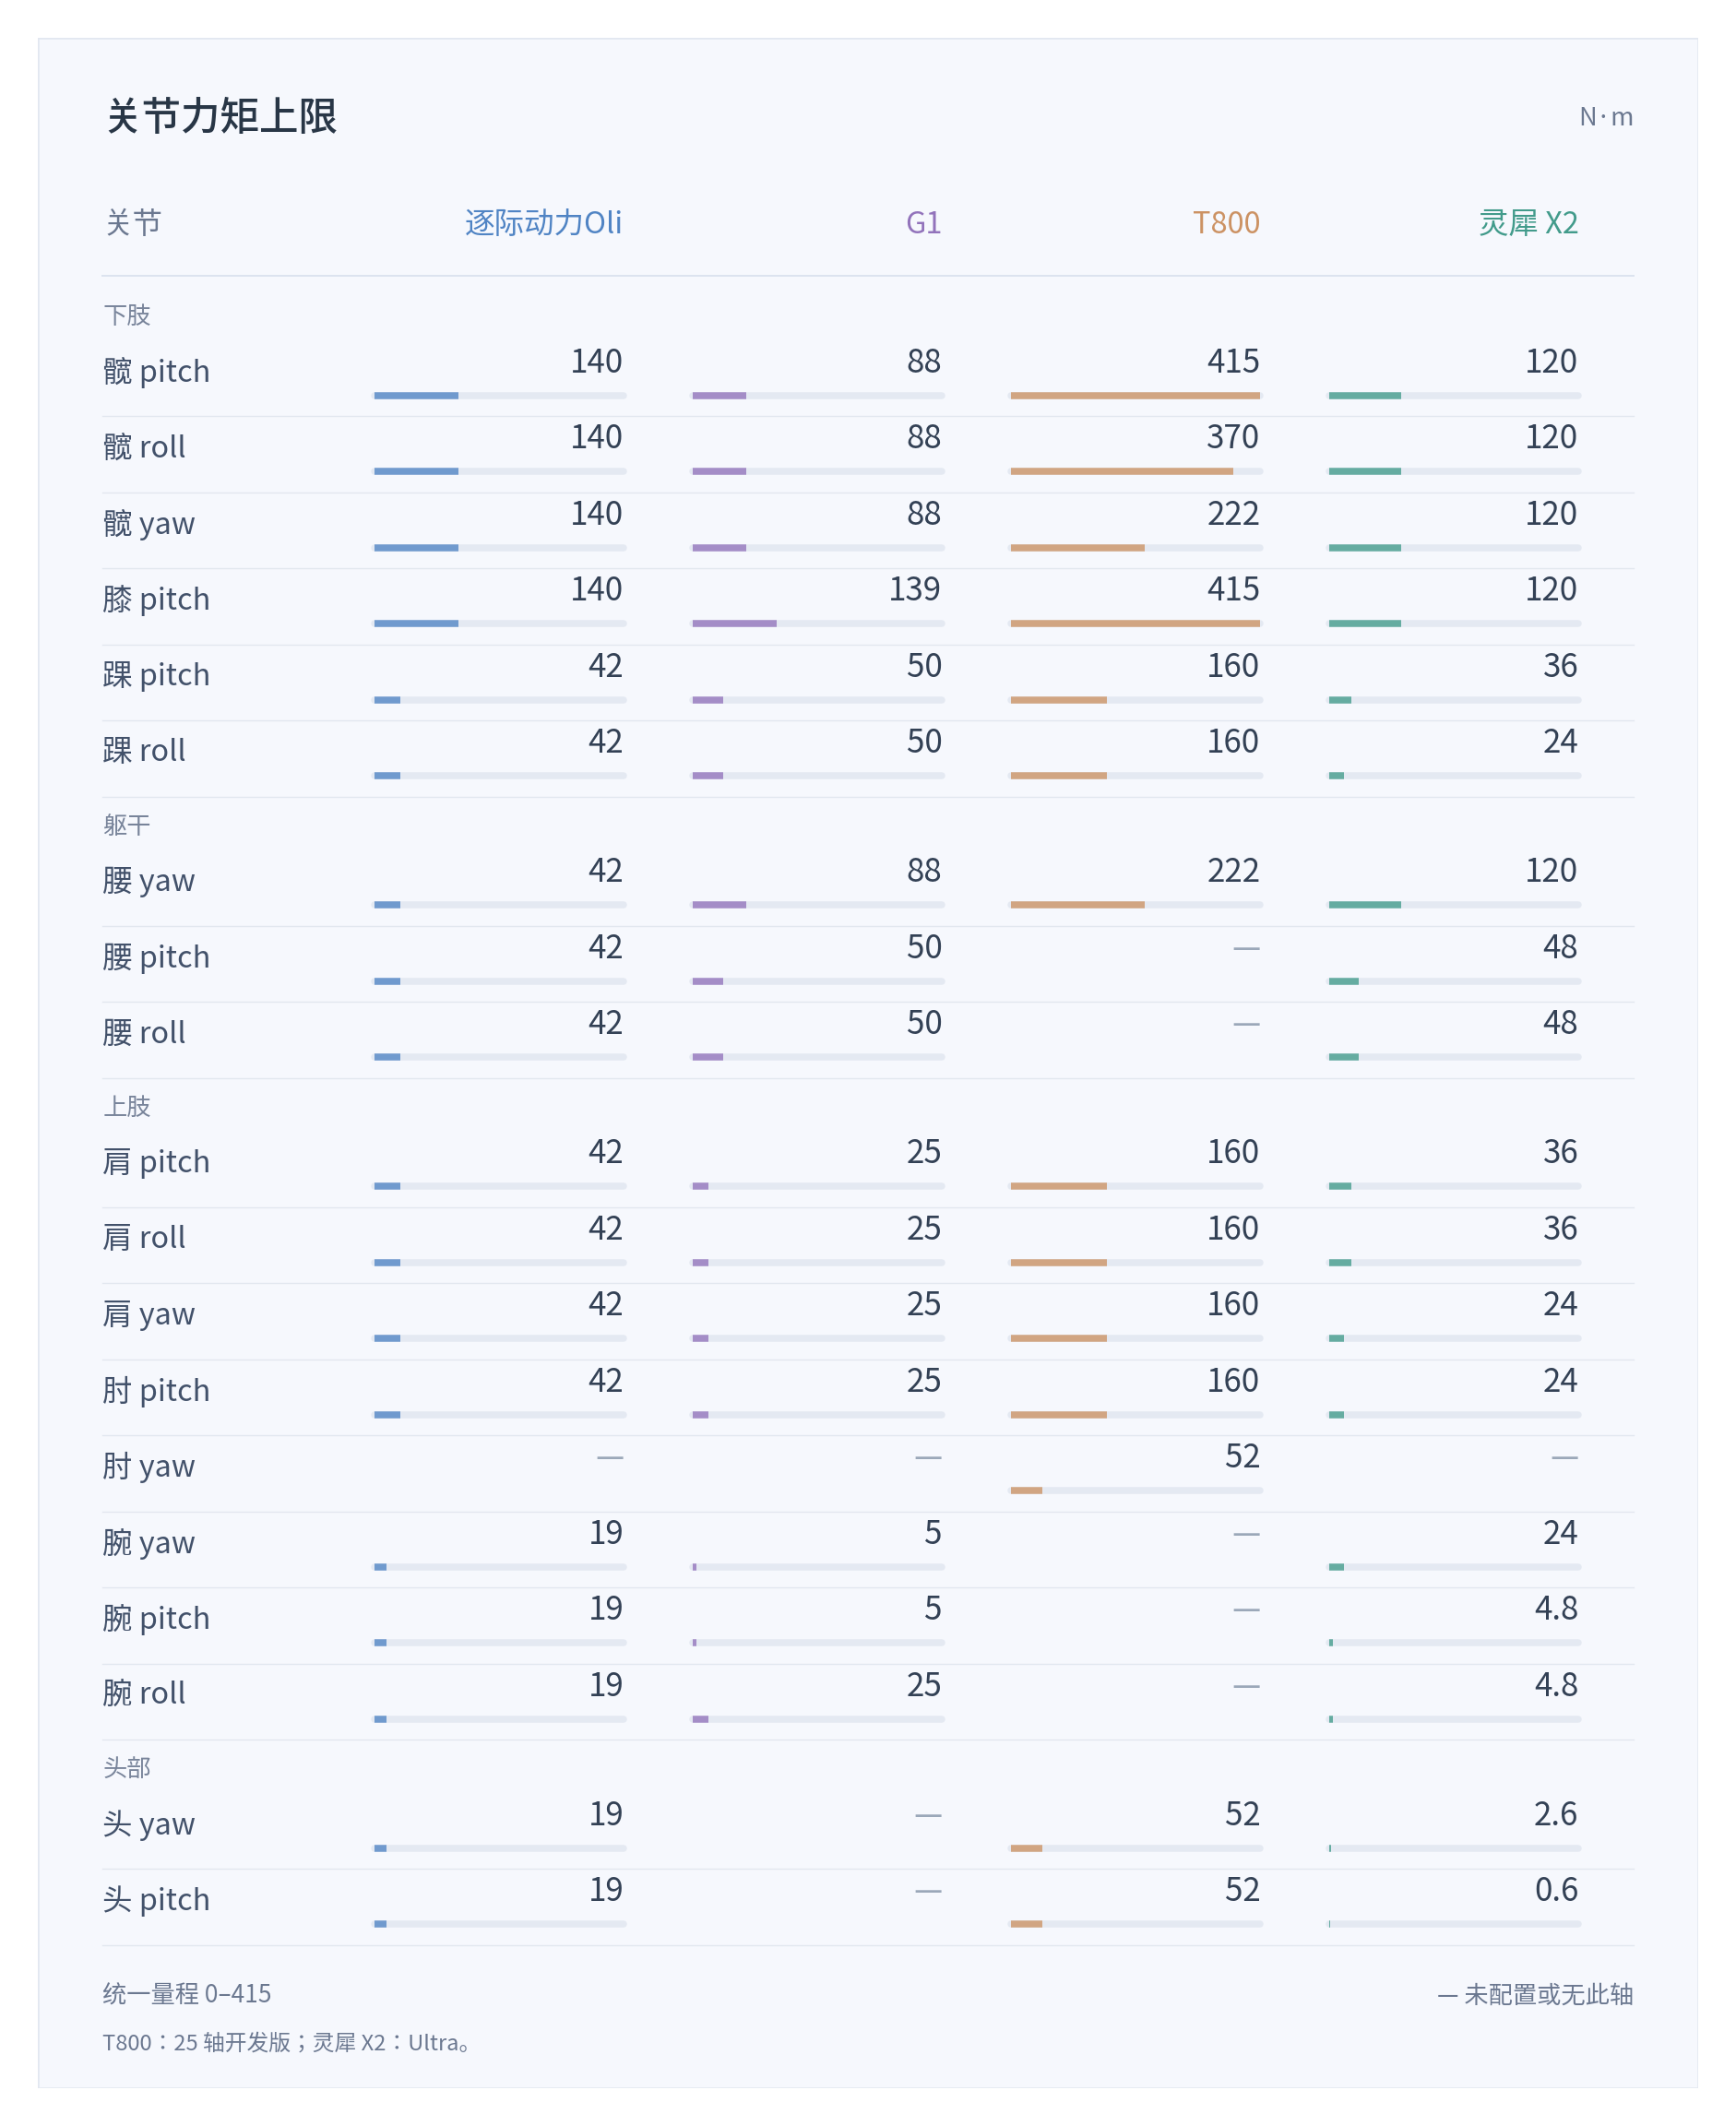 关节力矩上限 N·m
关节 逐际动力Oli G1 T800 灵犀 X2
下肢
髋 pitch 140 88 415 120
髋 roll 140 88 370 120
髋 yaw 140 88 222 120
膝 pitch 140 139 415 120
踝 pitch 42 50 160 36
踝 roll 42 50 160 24
躯干
腰 yaw 42 88 222 120
腰 pitch 42 50 — 48
腰 roll 42 50 — 48
上肢
肩 pitch 42 25 160 36
肩 roll 42 25 160 36
肩 yaw 42 25 160 24
肘 pitch 42 25 160 24
肘 yaw — — 52 —
腕 yaw 19 5 — 24
腕 pitch 19 5 — 4.8
腕 roll 19 25 — 4.8
头部
头 yaw 19 — 52 2.6
头 pitch 19 — 52 0.6
统一量程 0–415 — 未配置或无此轴
T800：25 轴开发版；灵犀 X2：Ultra。